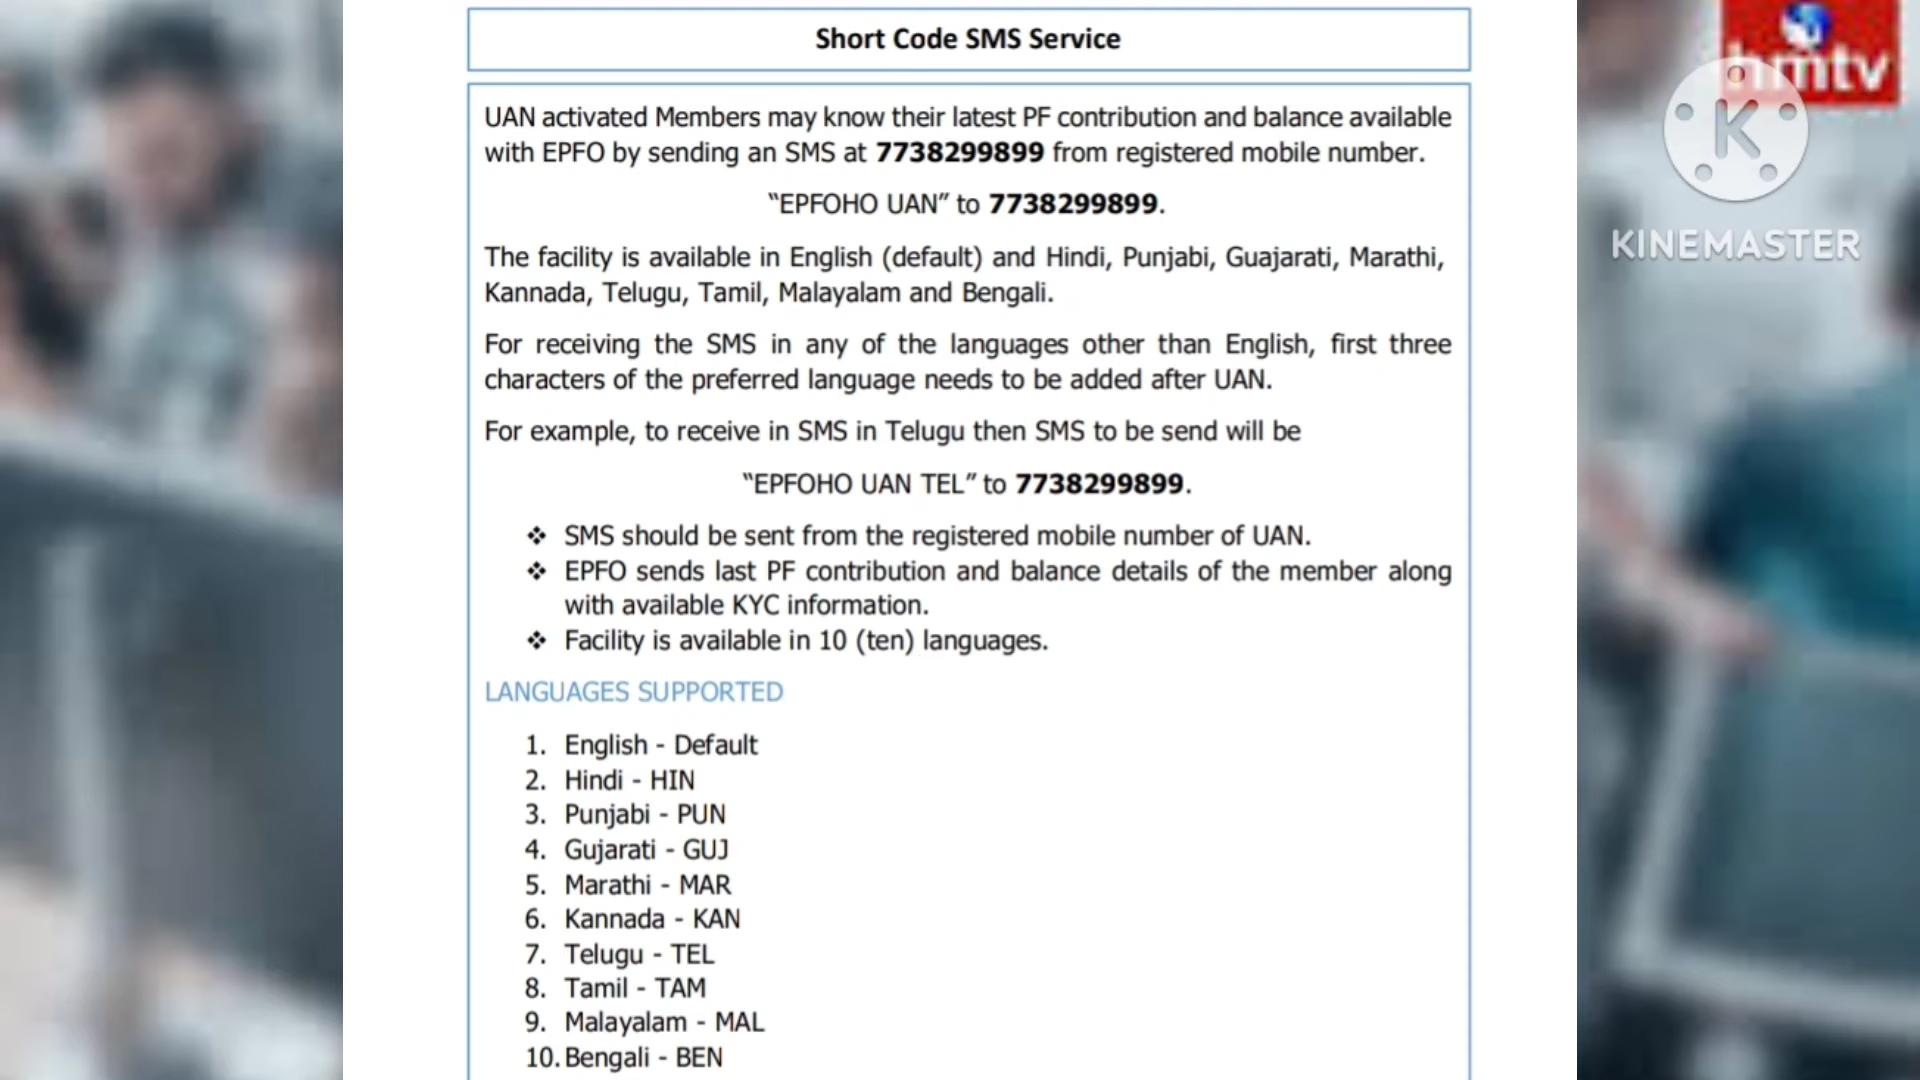 Short Code SMS Service
UAN activated Members may know their latest PF contribution and balance available
with EPFO by sending an SMS at 7738299899 from registered mobile number.
“EPFOHO UAN” to 7738299899.
The facility is available in English (default) and Hindi, Punjabi, Guajarati, Marathi,
Kannada, Telugu, Tamil, Malayalam and Bengali.
For receiving the SMS in any of the languages other than English, first three
characters of the preferred language needs to be added after UAN.
For example, to receive in SMS in Telugu then SMS to be send will be
“EPFOHO UAN TEL” to 7738299899.
❖ SMS should be sent from the registered mobile number of UAN.
❖ EPFO sends last PF contribution and balance details of the member along
with available KYC information.
❖ Facility is available in 10 (ten) languages.
LANGUAGES SUPPORTED
1. English - Default
2. Hindi - HIN
3. Punjabi - PUN
4. Gujarati - GUJ
5. Marathi - MAR
6. Kannada - KAN
7. Telugu - TEL
8. Tamil - TAM
9. Malayalam - MAL
10. Bengali - BEN
hmtv
K
KINEMASTER